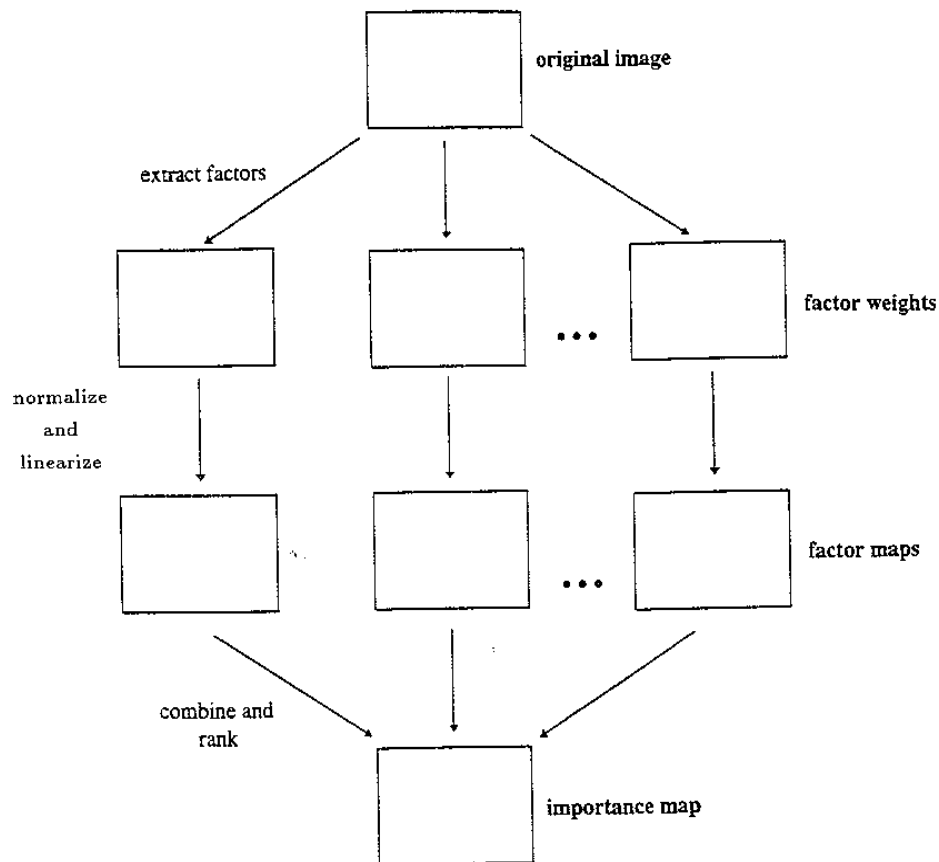 original image
extract factors
factor weights
normalize
and
linearize
factor maps
combine and
rank
importance map